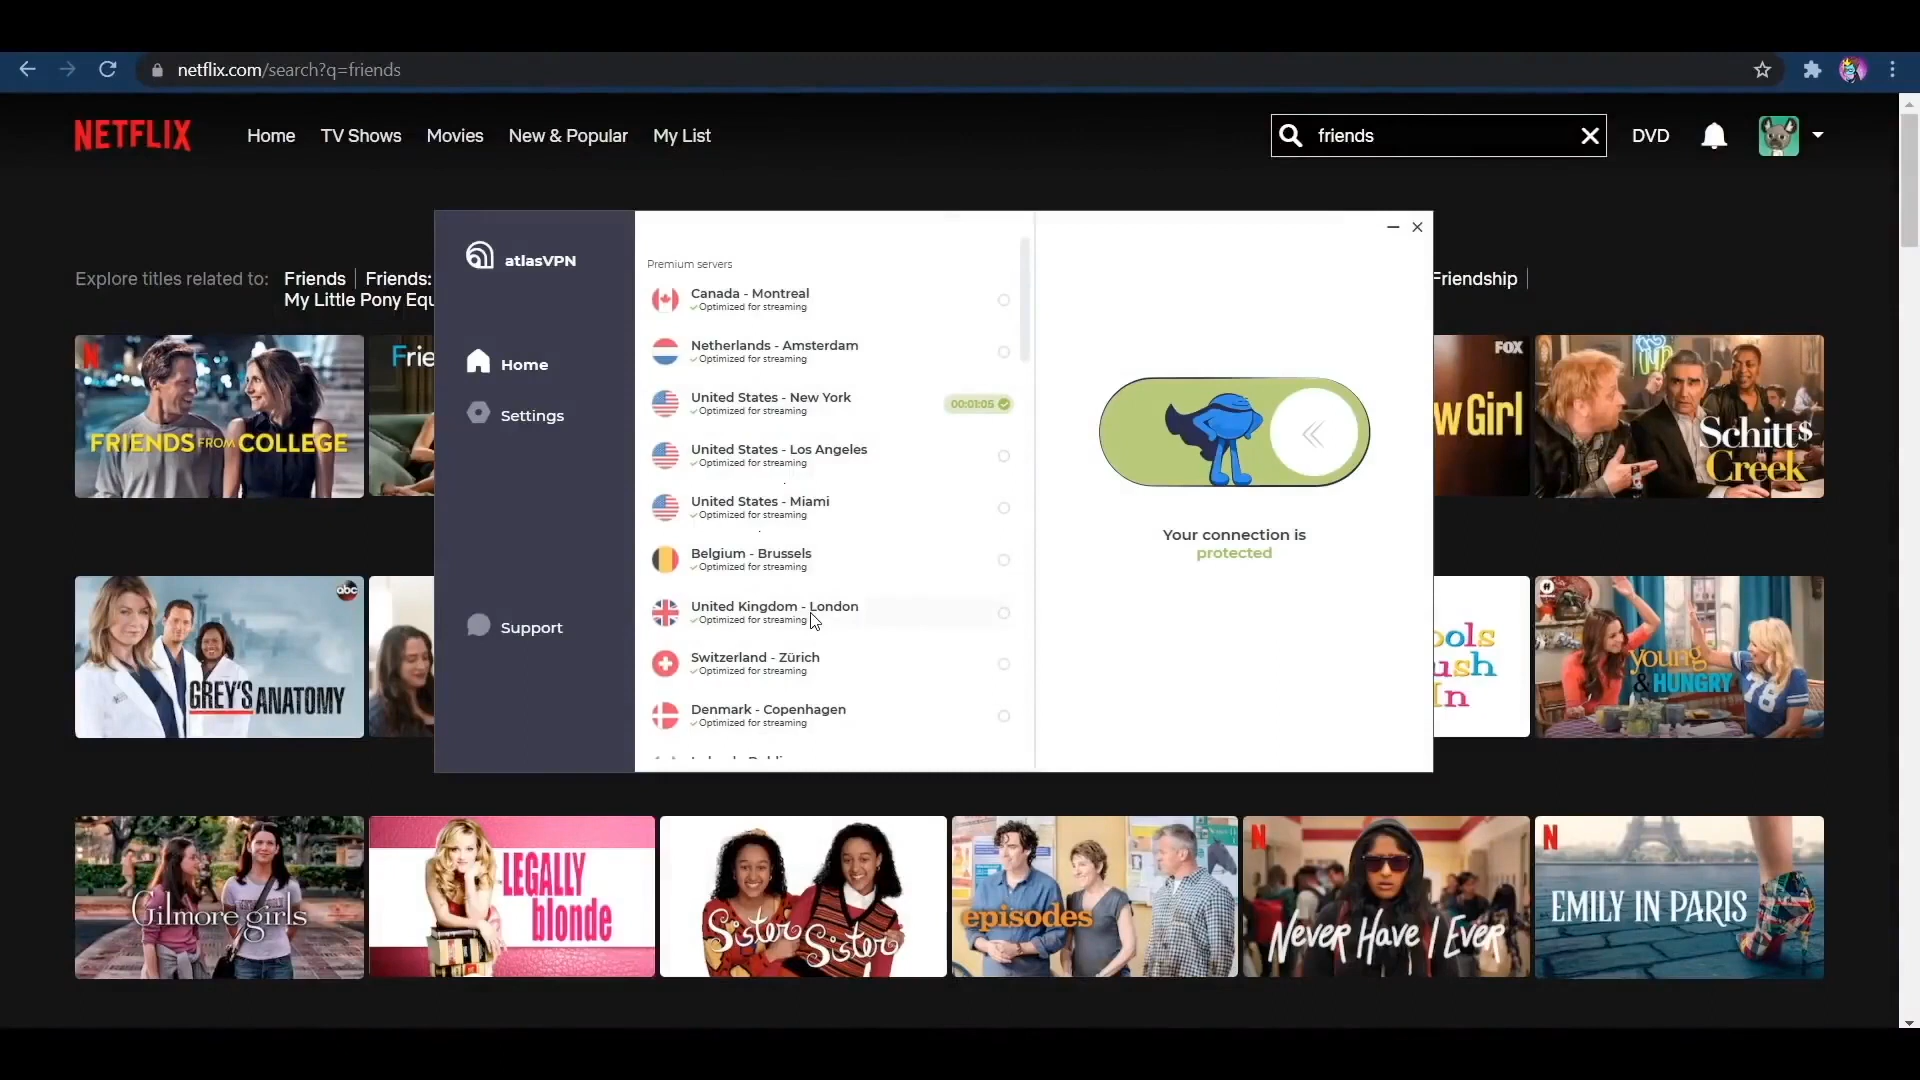 netflix.com/search?q=friends
NETFLIX
Home
TV Shows
Movies
New & Popular
My List
friends
DVD
Explore titles related to:
Friends
Friends:
Friendship
My Little Pony Equ
atlasVPN
Home
Settings
Support
Premium servers
Canada - Montreal
Optimized for streaming
Netherlands - Amsterdam
Optimized for streaming
United States - New York
Optimized for streaming
00:01:05
United States - Los Angeles
Optimized for streaming
United States - Miami
Optimized for streaming
Belgium - Brussels
Optimized for streaming
United Kingdom - London
Optimized for streaming
Switzerland - Zürich
Optimized for streaming
Denmark - Copenhagen
Optimized for streaming
Your connection is
protected
N
FRIENDS FROM COLLEGE
Frie
FOX
w Girl
Schitt$
Creek
abc
GREY'S ANATOMY
ools
ush
In
young
& HUNGRY
78
Gilmore girls
LEGALLY
blonde
Sister
Sister
episodes
N
Never Have I Ever
N
EMILY IN PARIS